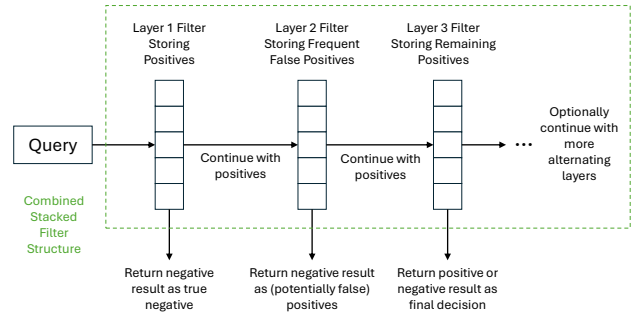 Layer 1 Filter
Storing
Positives
Layer 2 Filter
Storing Frequent
False Positives
Layer 3 Filter
Storing Remaining
Positives
Query
Continue with
positives
Continue with
positives
...
Optionally
continue with
more
alternating
layers
Combined
Stacked
Filter
Structure
Return negative
result as true
negative
Return negative result
as (potentially false)
positives
Return positive or
negative result as
final decision